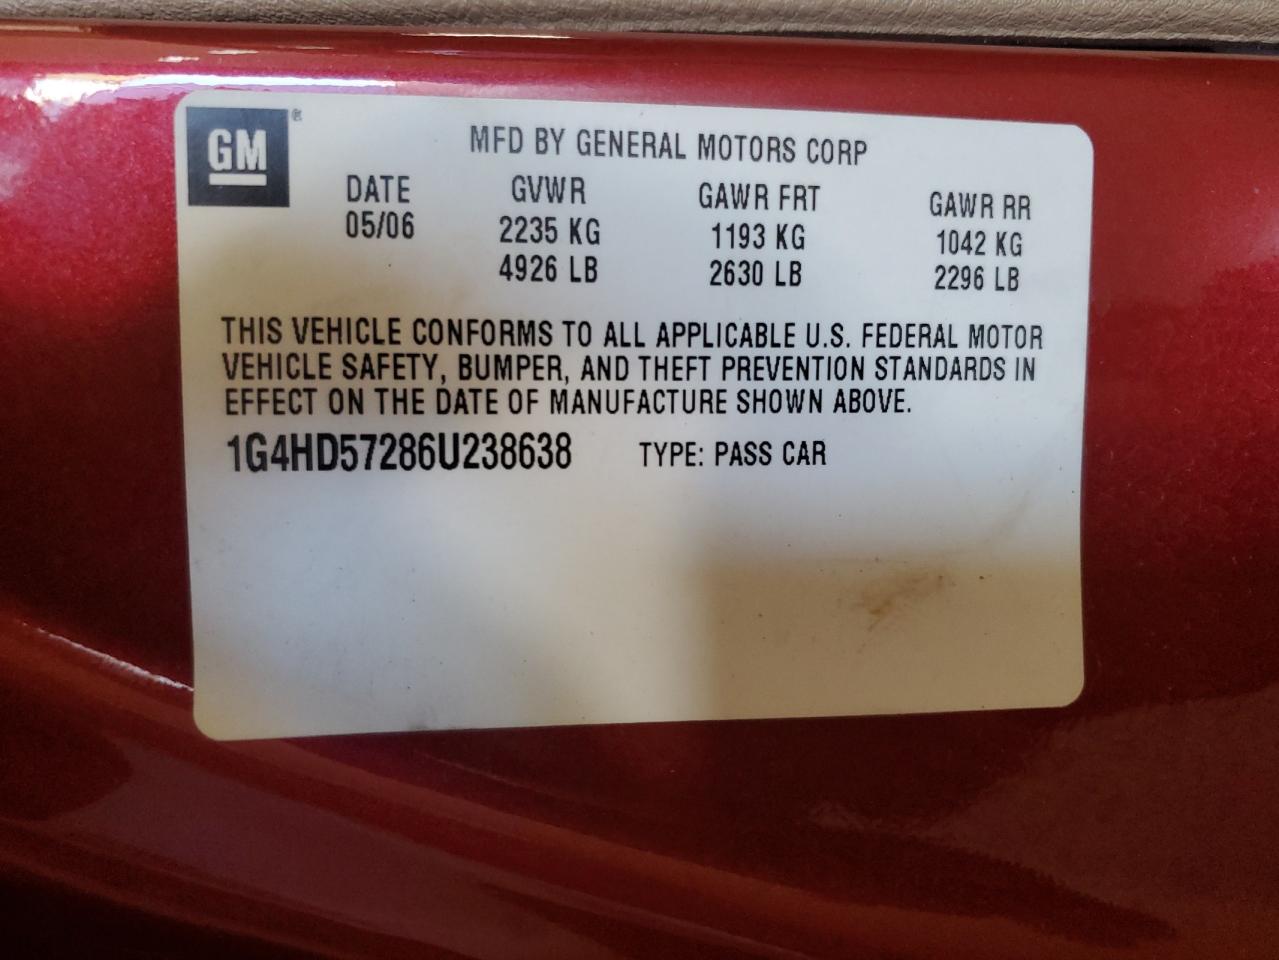 GM®
MFD BY GENERAL MOTORS CORP
DATE GVWR GAWR FRT GAWR RR
05/06 2235 KG 1193 KG 1042 KG
4926 LB 2630 LB 2296 LB
THIS VEHICLE CONFORMS TO ALL APPLICABLE U.S. FEDERAL MOTOR
VEHICLE SAFETY, BUMPER, AND THEFT PREVENTION STANDARDS IN
EFFECT ON THE DATE OF MANUFACTURE SHOWN ABOVE.
1G4HD57286U238638 TYPE: PASS CAR